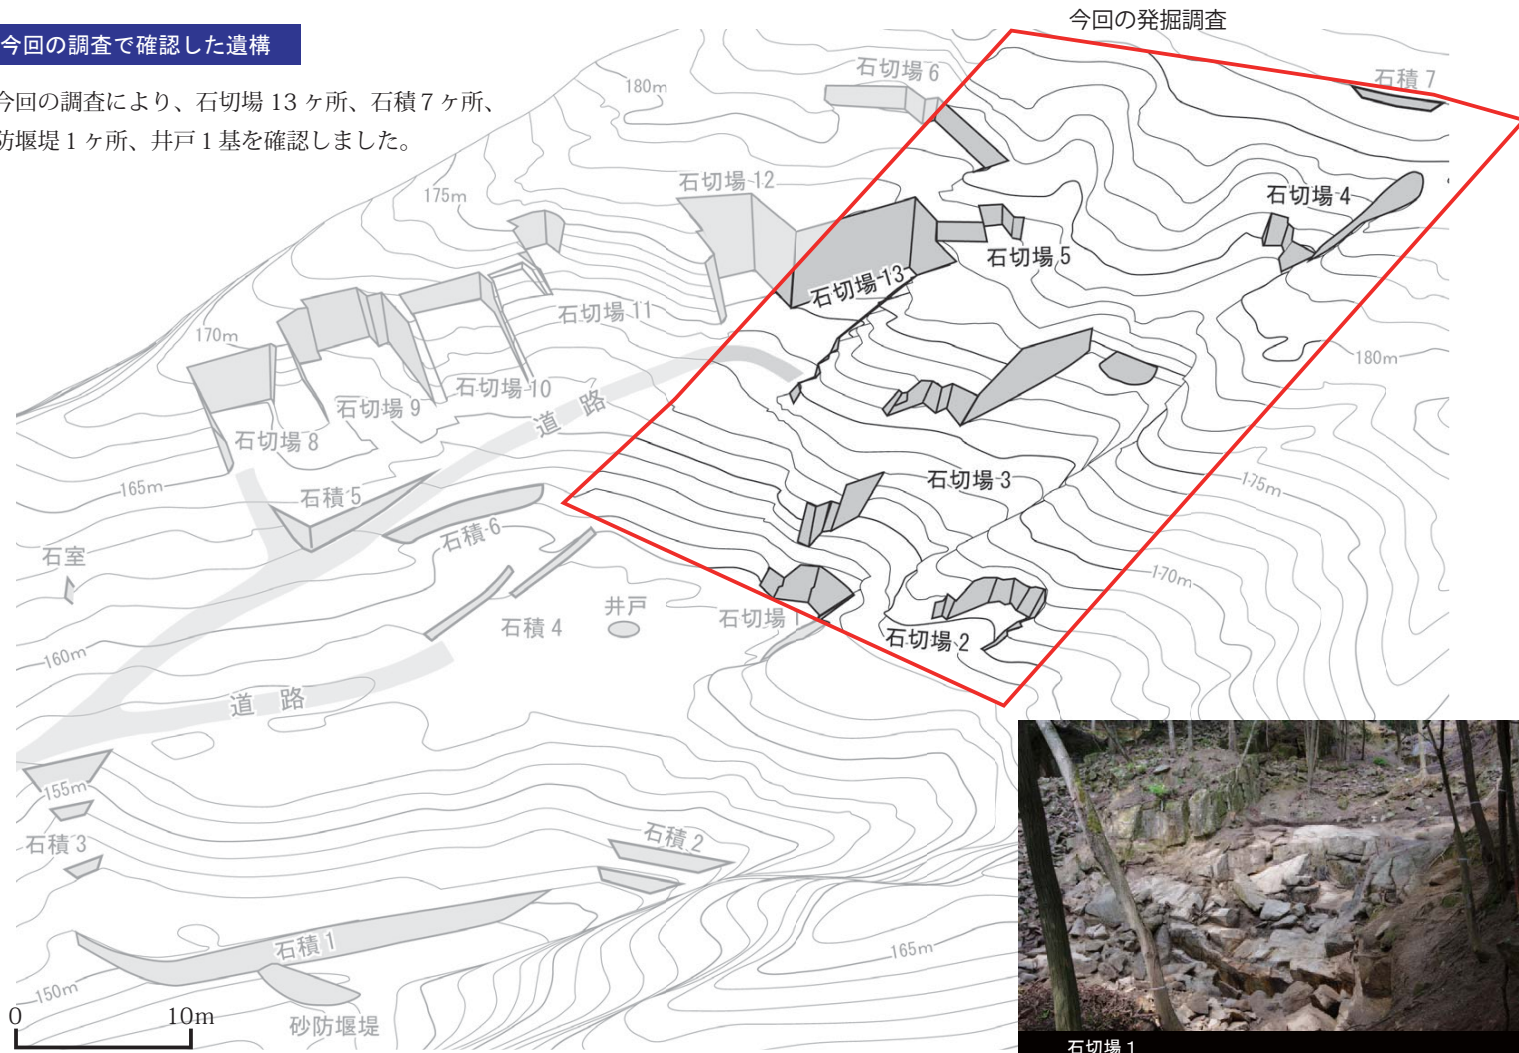 今回の発掘調査
今回の調査で確認した遺構
今回の調査により、石切場 13 ヶ所、石積７ヶ所、
防堰堤 1 ヶ所、井戸 1 基を確認しました。
石切場 6
石積 7
180m
石切場 12
175m
石切場 4
石切場 5
石切場 13
石切場 11
170m
180m
石切場 10
石切場 9
道 路
石切場 8
165m
石切場 3
175m
石積 5
石積 6
石室
170m
井戸
石切場 1
石積 4
石切場 2
160m
道 路
155m
石積 2
石積 3
石積 1
165m
150m
0
10m
砂防堰堤
石切場 1